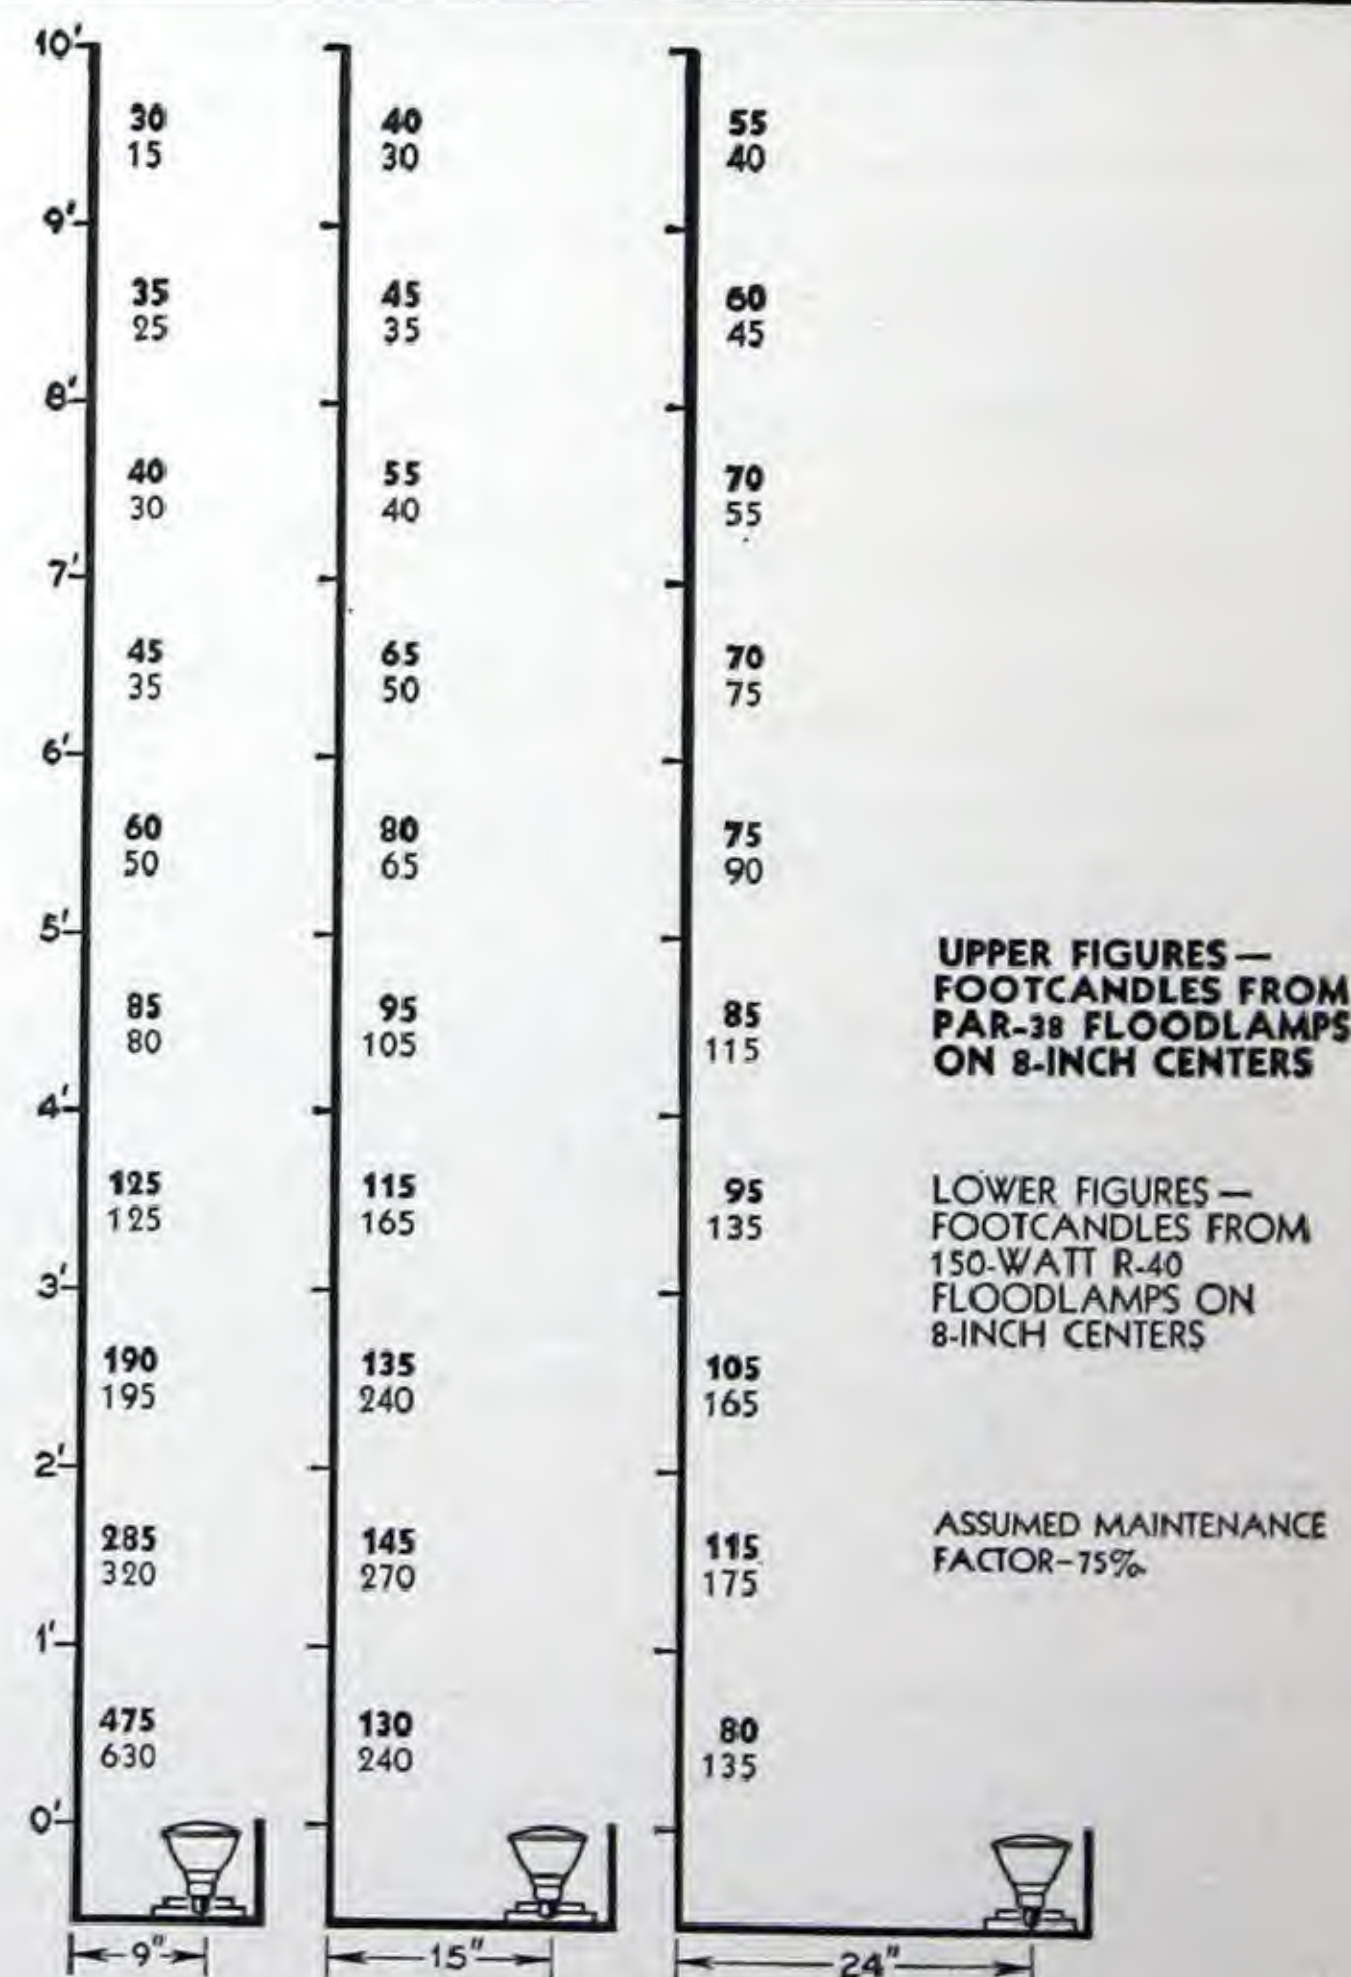 10'
30 40 55
15 30 40
9'
35 45 60
25 35 45
8'
40 55 70
30 40 55
7'
45 65 70
35 50 75
6'
60 80 75
50 65 90
5'
85 95 85
80 105 115
4'
125 115 95
125 165 135
3'
190 135 105
195 240 165
2'
285 145 115
320 270 175
1'
475 130 80
630 240 135
0'
9" 15" 24"
UPPER FIGURES —
FOOTCANDLES FROM
PAR-38 FLOODLAMPS
ON 8-INCH CENTERS
LOWER FIGURES —
FOOTCANDLES FROM
150-WATT R-40
FLOODLAMPS ON
8-INCH CENTERS
ASSUMED MAINTENANCE
FACTOR-75%